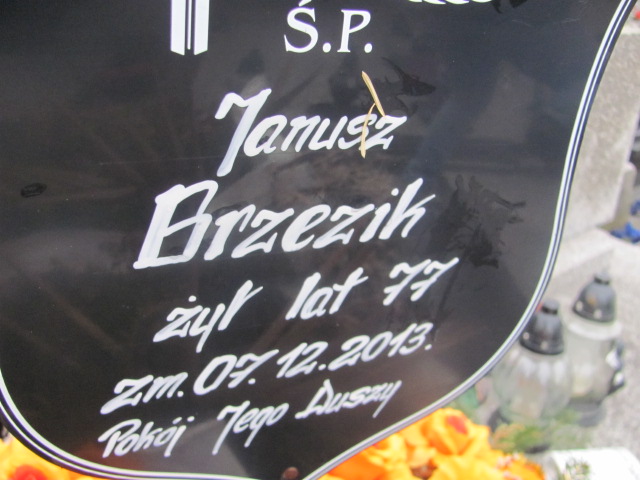 Ś.P.
Janusz
Brzezik
żył lat 77
zm. 07.12.2013.
Pokój Jego Duszy